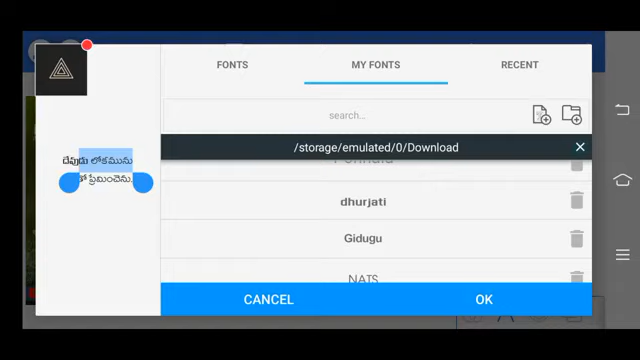 FONTS
MY FONTS
RECENT
search...
/storage/emulated/0/Download
dhurjati
Gidugu
NATS
CANCEL
OK
దేవుడు లోకమును
తో ప్రేమించెను.